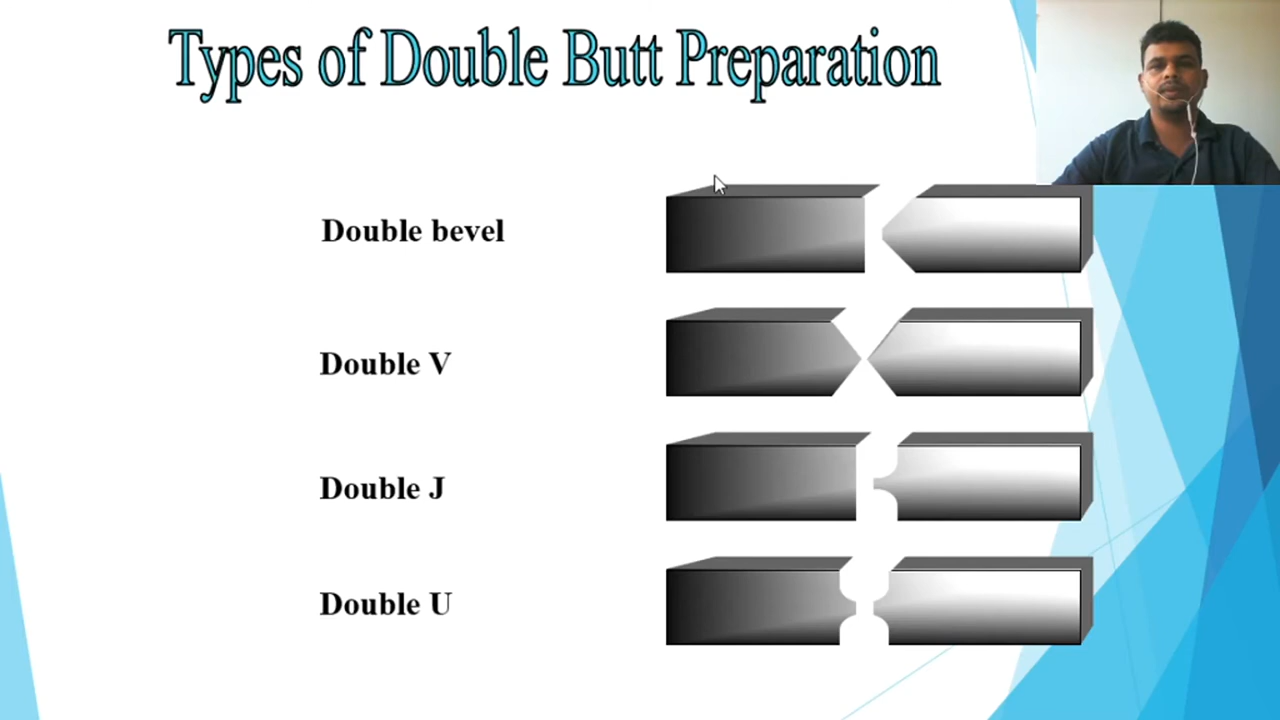 Types of Double Butt Preparation
Double bevel
Double V
Double J
Double U